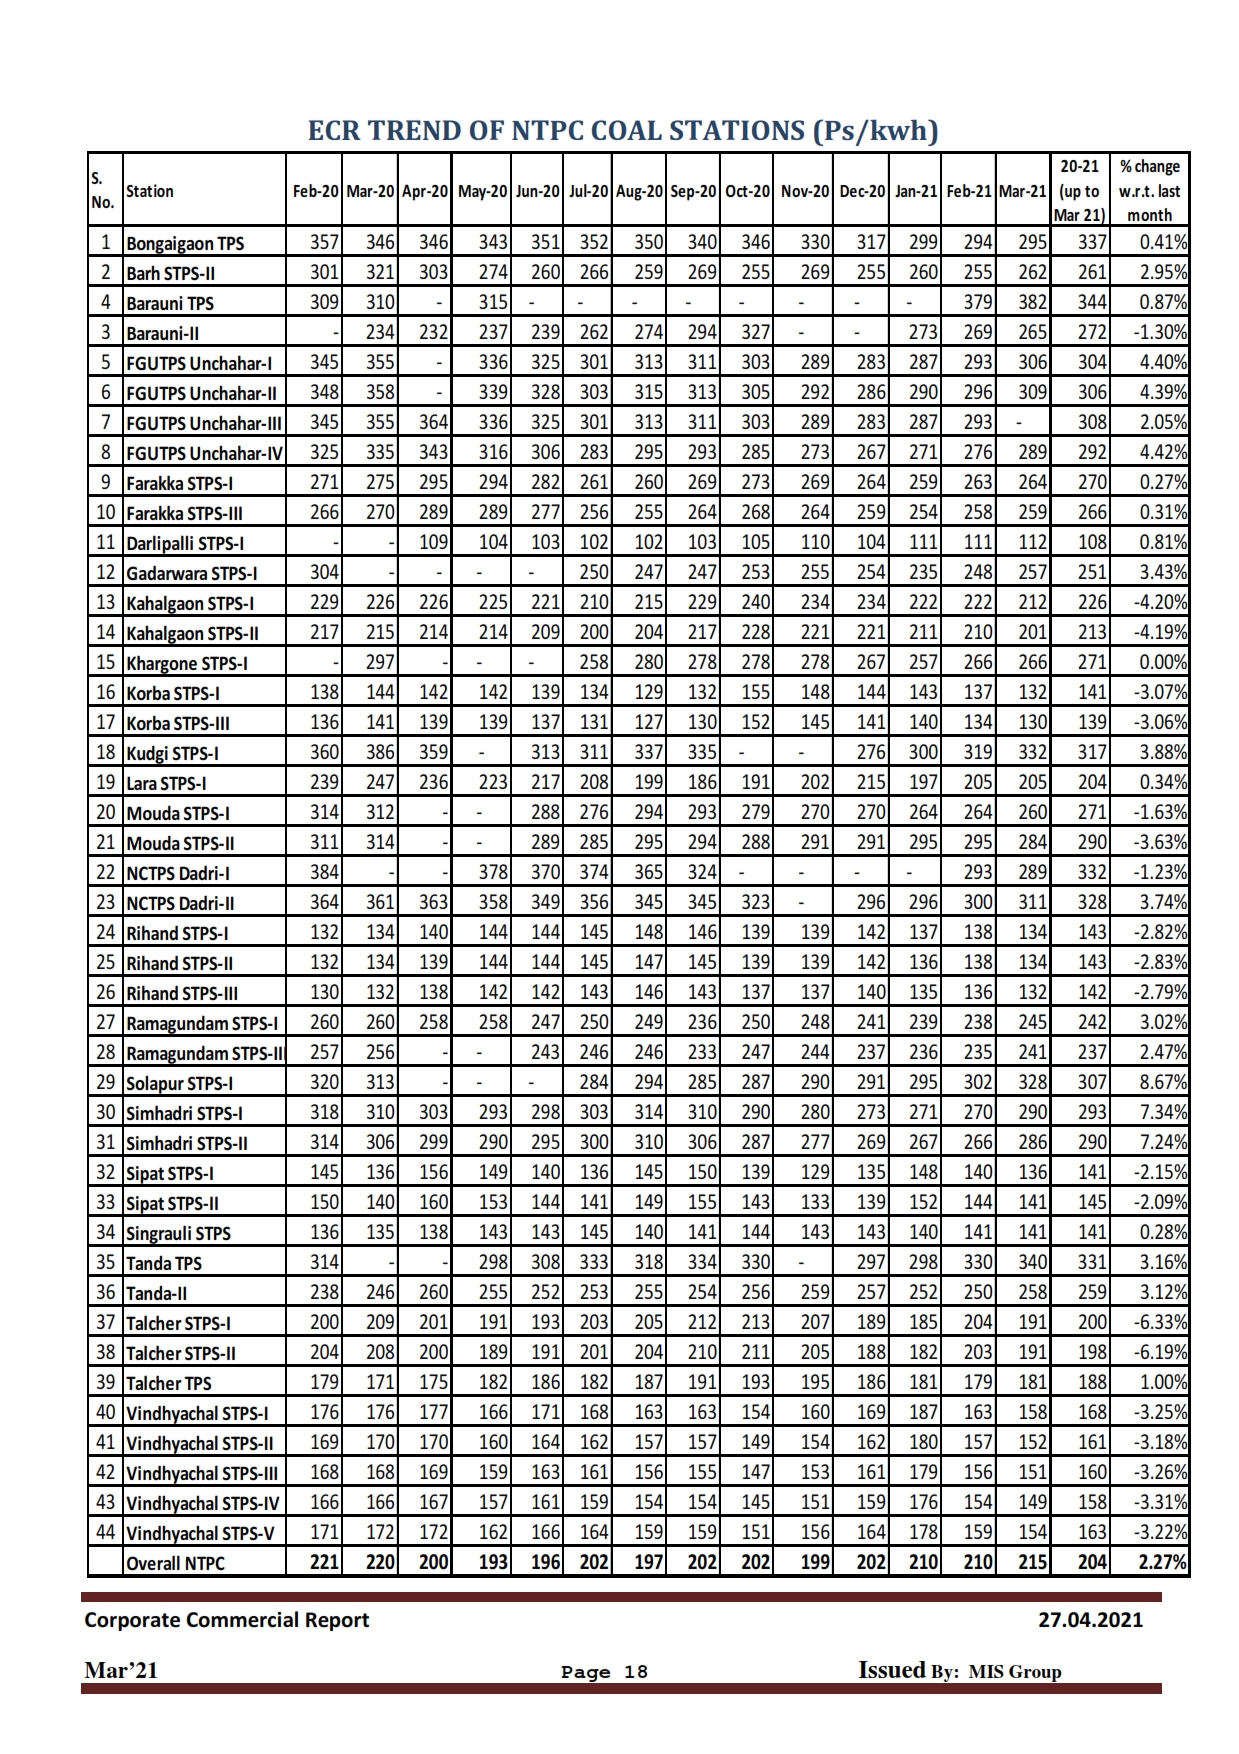 ECR TREND OF NTPC COAL STATIONS (Ps/kwh)
S. No. Station Feb-20 Mar-20 Apr-20 May-20 Jun-20 Jul-20 Aug-20 Sep-20 Oct-20 Nov-20 Dec-20 Jan-21 Feb-21 Mar-21 20-21 (up to Mar 21) % change w.r.t. last month
1 Bongaigaon TPS 357 346 346 343 351 352 350 340 346 330 317 299 294 295 337 0.41%
2 Barh STPS-II 301 321 303 274 260 266 259 269 255 269 255 260 255 262 261 2.95%
4 Barauni TPS 309 310 - 315 - - - - - - - - 379 382 344 0.87%
3 Barauni-II - 234 232 237 239 262 274 294 327 - - 273 269 265 272 -1.30%
5 FGUTPS Unchahar-I 345 355 - 336 325 301 313 311 303 289 283 287 293 306 304 4.40%
6 FGUTPS Unchahar-II 348 358 - 339 328 303 315 313 305 292 286 290 296 309 306 4.39%
7 FGUTPS Unchahar-III 345 355 364 336 325 301 313 311 303 289 283 287 293 - 308 2.05%
8 FGUTPS Unchahar-IV 325 335 343 316 306 283 295 293 285 273 267 271 276 289 292 4.42%
9 Farakka STPS-I 271 275 295 294 282 261 260 269 273 269 264 259 263 264 270 0.27%
10 Farakka STPS-III 266 270 289 289 277 256 255 264 268 264 259 254 258 259 266 0.31%
11 Darlipalli STPS-I - - 109 104 103 102 102 103 105 110 104 111 111 112 108 0.81%
12 Gadarwara STPS-I 304 - - - - 250 247 247 253 255 254 235 248 257 251 3.43%
13 Kahalgaon STPS-I 229 226 226 225 221 210 215 229 240 234 234 222 222 212 226 -4.20%
14 Kahalgaon STPS-II 217 215 214 214 209 200 204 217 228 221 221 211 210 201 213 -4.19%
15 Khargone STPS-I - 297 - - - 258 280 278 278 278 267 257 266 266 271 0.00%
16 Korba STPS-I 138 144 142 142 139 134 129 132 155 148 144 143 137 132 141 -3.07%
17 Korba STPS-III 136 141 139 139 137 131 127 130 152 145 141 140 134 130 139 -3.06%
18 Kudgi STPS-I 360 386 359 - 313 311 337 335 - - 276 300 319 332 317 3.88%
19 Lara STPS-I 239 247 236 223 217 208 199 186 191 202 215 197 205 205 204 0.34%
20 Mouda STPS-I 314 312 - - 288 276 294 293 279 270 270 264 264 260 271 -1.63%
21 Mouda STPS-II 311 314 - - 289 285 295 294 288 291 291 295 295 284 290 -3.63%
22 NCTPS Dadri-I 384 - - 378 370 374 365 324 - - - - 293 289 332 -1.23%
23 NCTPS Dadri-II 364 361 363 358 349 356 345 345 323 - 296 296 300 311 328 3.74%
24 Rihand STPS-I 132 134 140 144 144 145 148 146 139 139 142 137 138 134 143 -2.82%
25 Rihand STPS-II 132 134 139 144 144 145 147 145 139 139 142 136 138 134 143 -2.83%
26 Rihand STPS-III 130 132 138 142 142 143 146 143 137 137 140 135 136 132 142 -2.79%
27 Ramagundam STPS-I 260 260 258 258 247 250 249 236 250 248 241 239 238 245 242 3.02%
28 Ramagundam STPS-III 257 256 - - 243 246 246 233 247 244 237 236 235 241 237 2.47%
29 Solapur STPS-I 320 313 - - - 284 294 285 287 290 291 295 302 328 307 8.67%
30 Simhadri STPS-I 318 310 303 293 298 303 314 310 290 280 273 271 270 290 293 7.34%
31 Simhadri STPS-II 314 306 299 290 295 300 310 306 287 277 269 267 266 286 290 7.24%
32 Sipat STPS-I 145 136 156 149 140 136 145 150 139 129 135 148 140 136 141 -2.15%
33 Sipat STPS-II 150 140 160 153 144 141 149 155 143 133 139 152 144 141 145 -2.09%
34 Singrauli STPS 136 135 138 143 143 145 140 141 144 143 143 140 141 141 141 0.28%
35 Tanda TPS 314 - - 298 308 333 318 334 330 - 297 298 330 340 331 3.16%
36 Tanda-II 238 246 260 255 252 253 255 254 256 259 257 252 250 258 259 3.12%
37 Talcher STPS-I 200 209 201 191 193 203 205 212 213 207 189 185 204 191 200 -6.33%
38 Talcher STPS-II 204 208 200 189 191 201 204 210 211 205 188 182 203 191 198 -6.19%
39 Talcher TPS 179 171 175 182 186 182 187 191 193 195 186 181 179 181 188 1.00%
40 Vindhyachal STPS-I 176 176 177 166 171 168 163 163 154 160 169 187 163 158 168 -3.25%
41 Vindhyachal STPS-II 169 170 170 160 164 162 157 157 149 154 162 180 157 152 161 -3.18%
42 Vindhyachal STPS-III 168 168 169 159 163 161 156 155 147 153 161 179 156 151 160 -3.26%
43 Vindhyachal STPS-IV 166 166 167 157 161 159 154 154 145 151 159 176 154 149 158 -3.31%
44 Vindhyachal STPS-V 171 172 172 162 166 164 159 159 151 156 164 178 159 154 163 -3.22%
Overall NTPC 221 220 200 193 196 202 197 202 202 199 202 210 210 215 204 2.27%
Corporate Commercial Report 27.04.2021
Mar’21 Page 18 Issued By: MIS Group